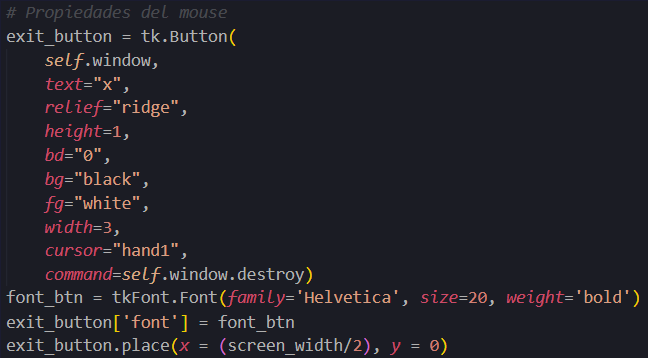 # Propiedades del mouse
exit_button = tk.Button(
    self.window,
    text="x",
    relief="ridge",
    height=1,
    bd="0",
    bg="black",
    fg="white",
    width=3,
    cursor="hand1",
    command=self.window.destroy)
font_btn = tkFont.Font(family='Helvetica', size=20, weight='bold')
exit_button['font'] = font_btn
exit_button.place(x = (screen_width/2), y = 0)